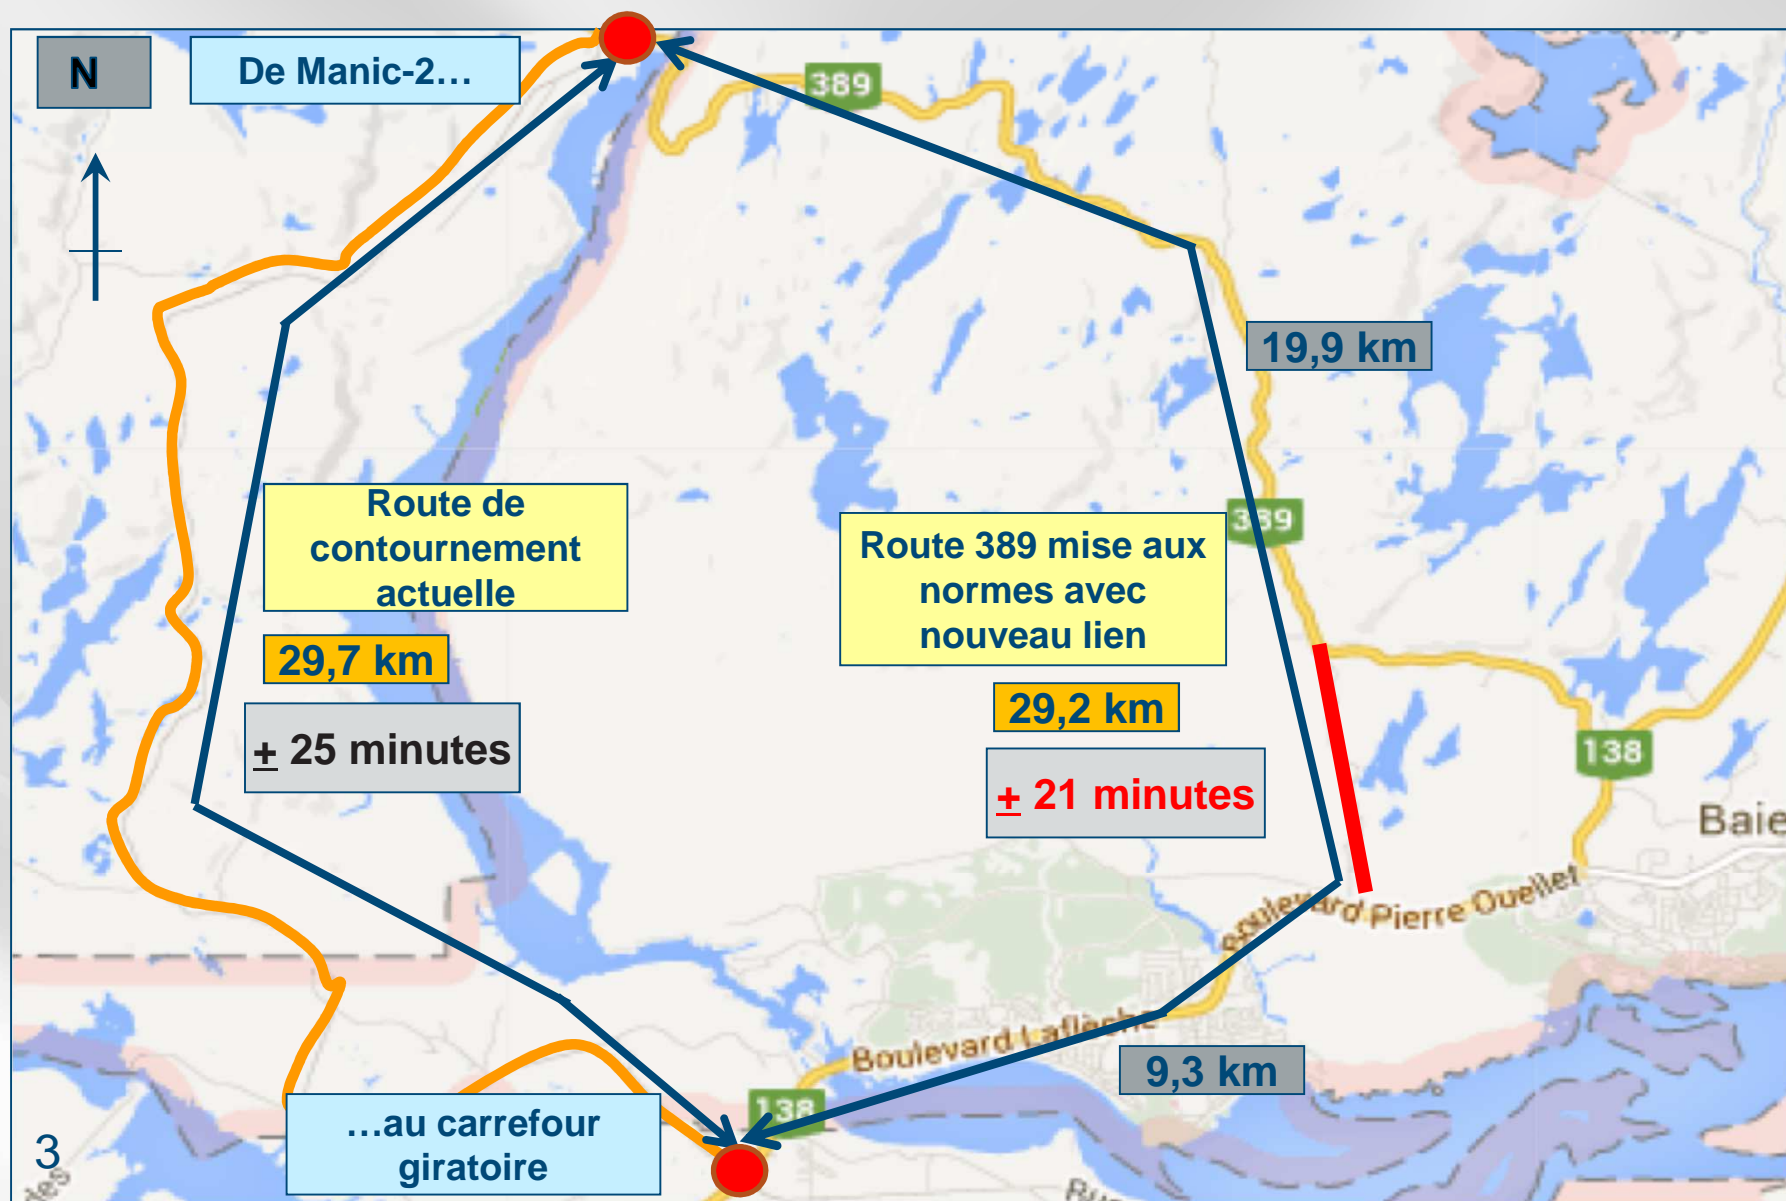 N
De Manic-2…
389
19,9 km
Route de
contournement
actuelle
29,7 km
± 25 minutes
389
Route 389 mise aux
normes avec
nouveau lien
29,2 km
± 21 minutes
138
Baie
Boulevard Pierre Ouellet
Boulevard Laflèche
9,3 km
138
…au carrefour
giratoire
3